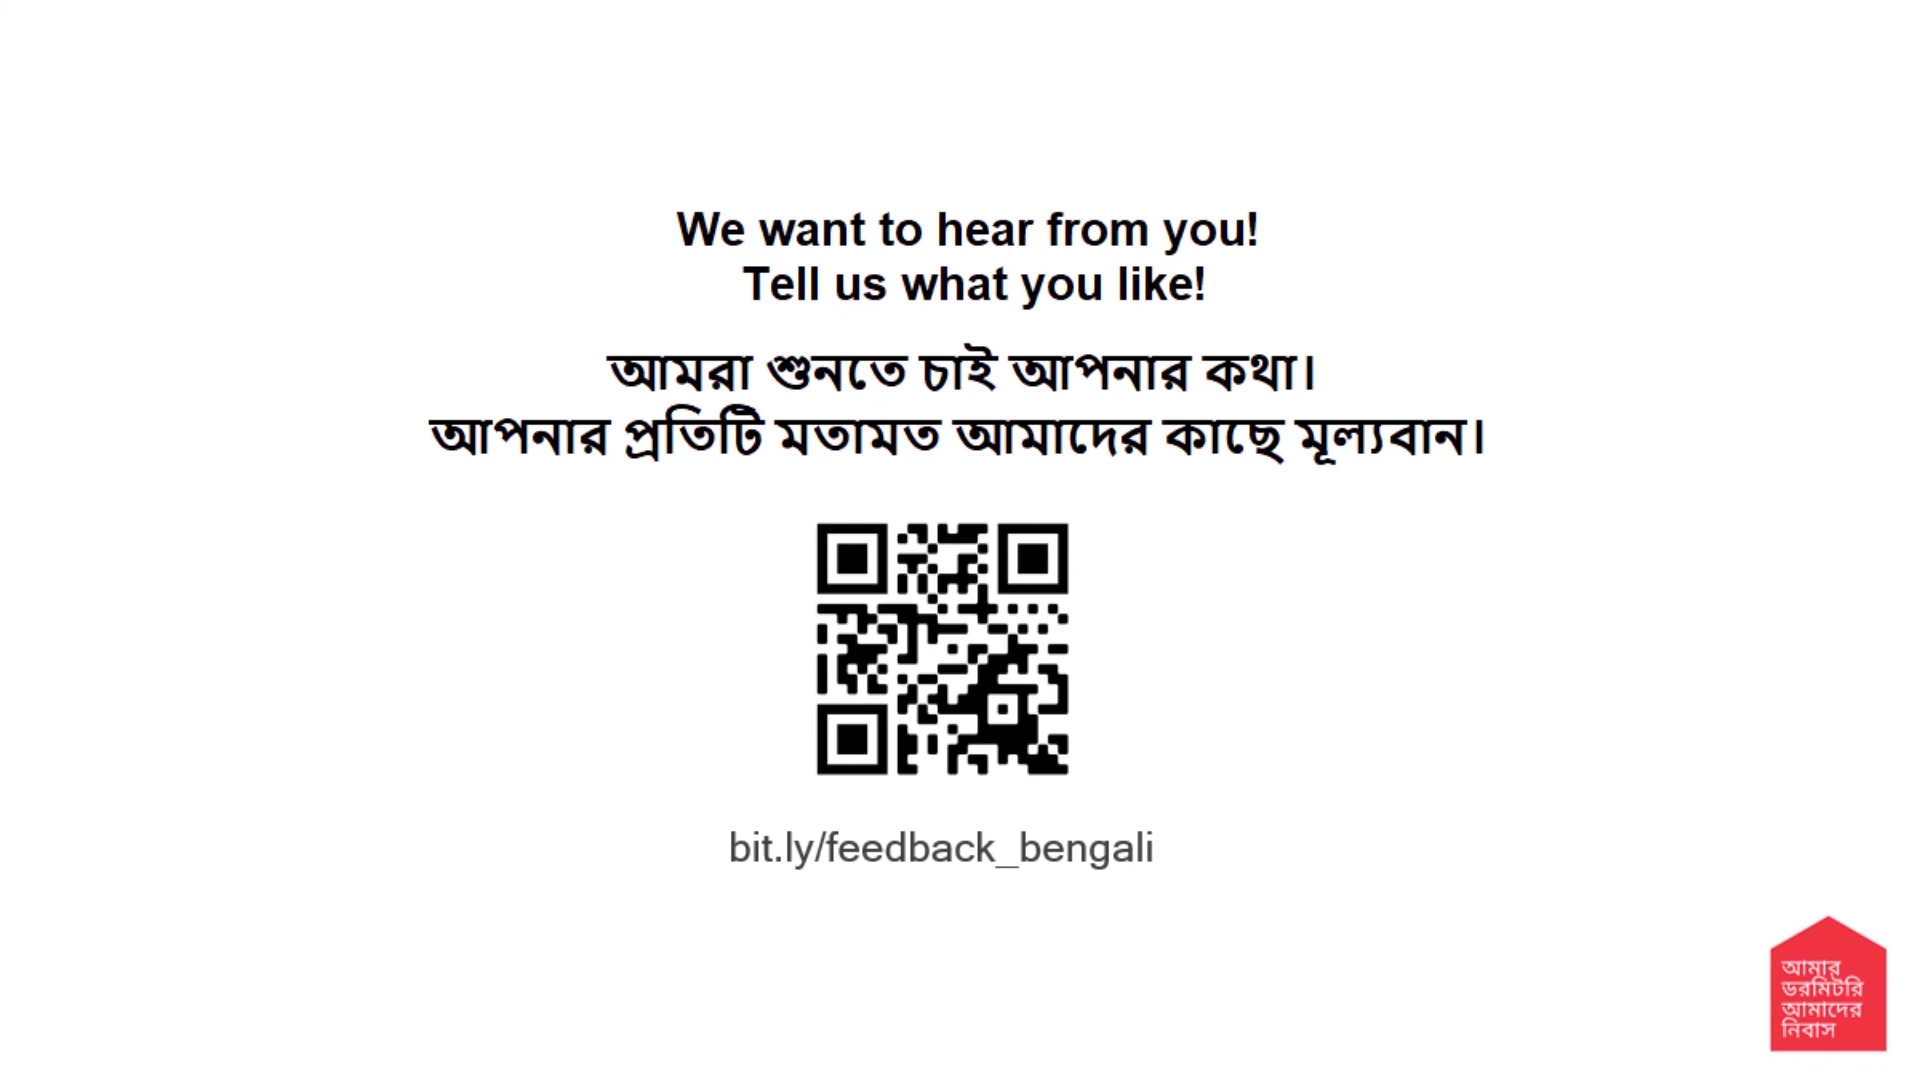 We want to hear from you!
Tell us what you like!
আমরা শুনতে চাই আপনার কথা।
আপনার প্রতিটি মতামত আমাদের কাছে মূল্যবান।
bit.ly/feedback_bengali
আমার
ডরমিটরি
আমাদের
নিবাস